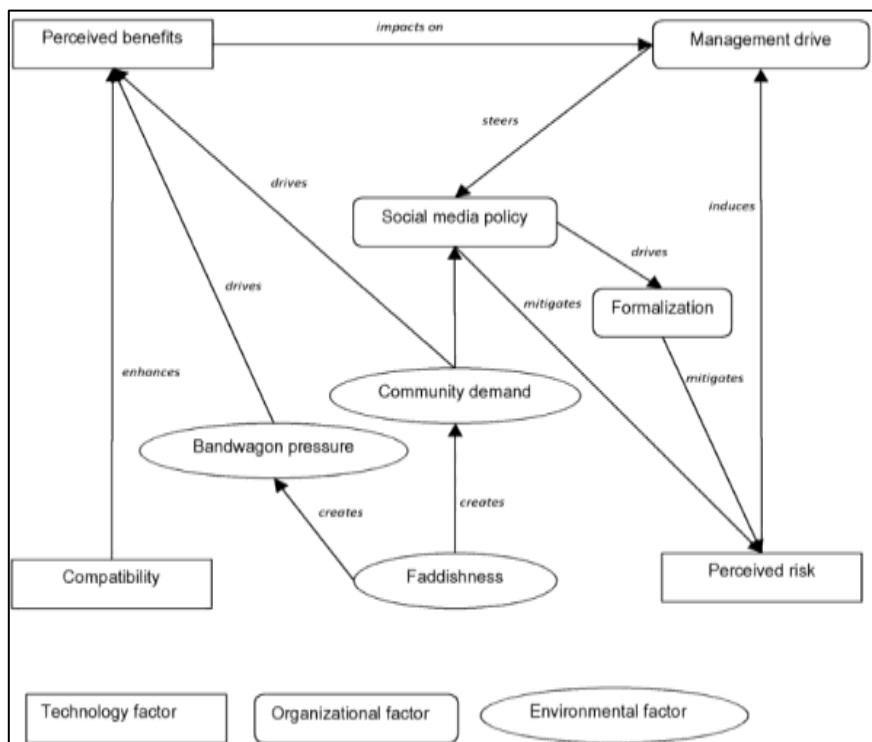 Perceived benefits
impacts on
Management drive
steers
drives
Social media policy
induces
drives
drives
mitigates
Formalization
enhances
Community demand
mitigates
Bandwagon pressure
creates
creates
Compatibility
Faddishness
Perceived risk
Technology factor
Organizational factor
Environmental factor